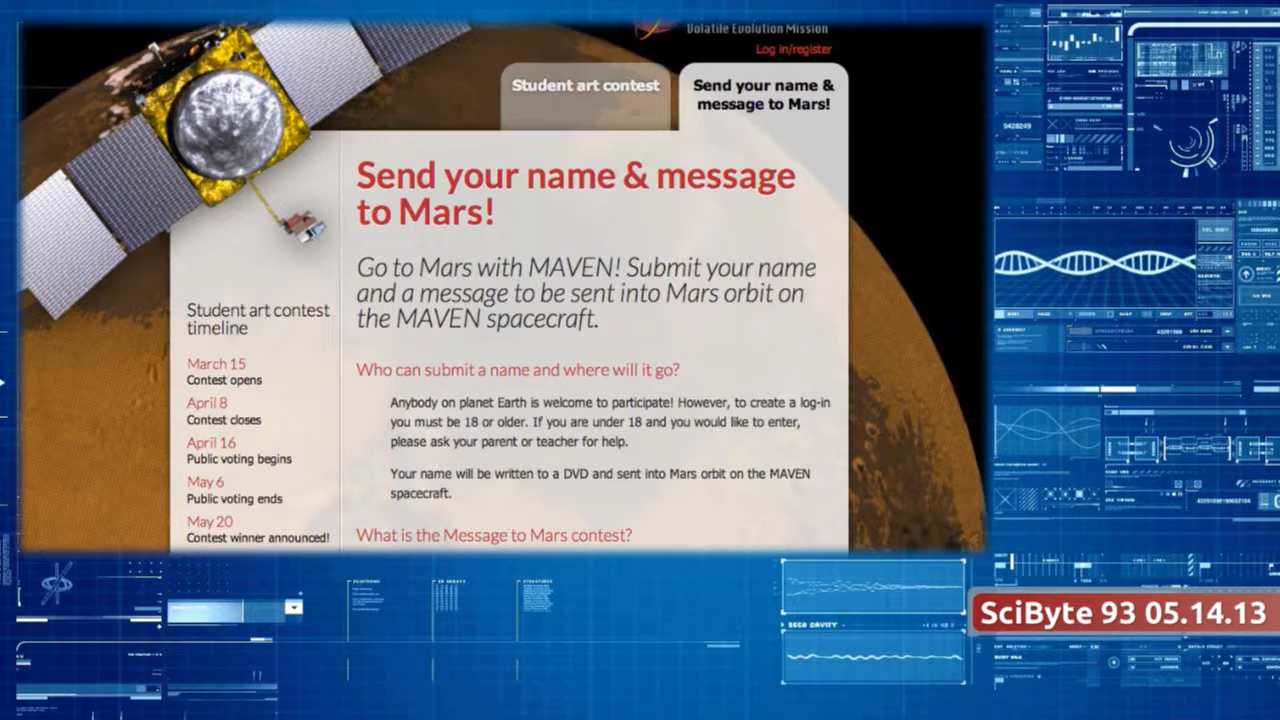 Volatile Evolution Mission
Log in/register
Student art contest
Send your name &
message to Mars!
Send your name & message
to Mars!
Go to Mars with MAVEN! Submit your name
and a message to be sent into Mars orbit on
the MAVEN spacecraft.
Student art contest
timeline
March 15
Contest opens
April 8
Contest closes
April 16
Public voting begins
May 6
Public voting ends
May 20
Contest winner announced!
Who can submit a name and where will it go?
Anybody on planet Earth is welcome to participate! However, to create a log-in
you must be 18 or older. If you are under 18 and you would like to enter,
please ask your parent or teacher for help.
Your name will be written to a DVD and sent into Mars orbit on the MAVEN
spacecraft.
What is the Message to Mars contest?
9428249
SEED CAVITY
SciByte 93 05.14.13